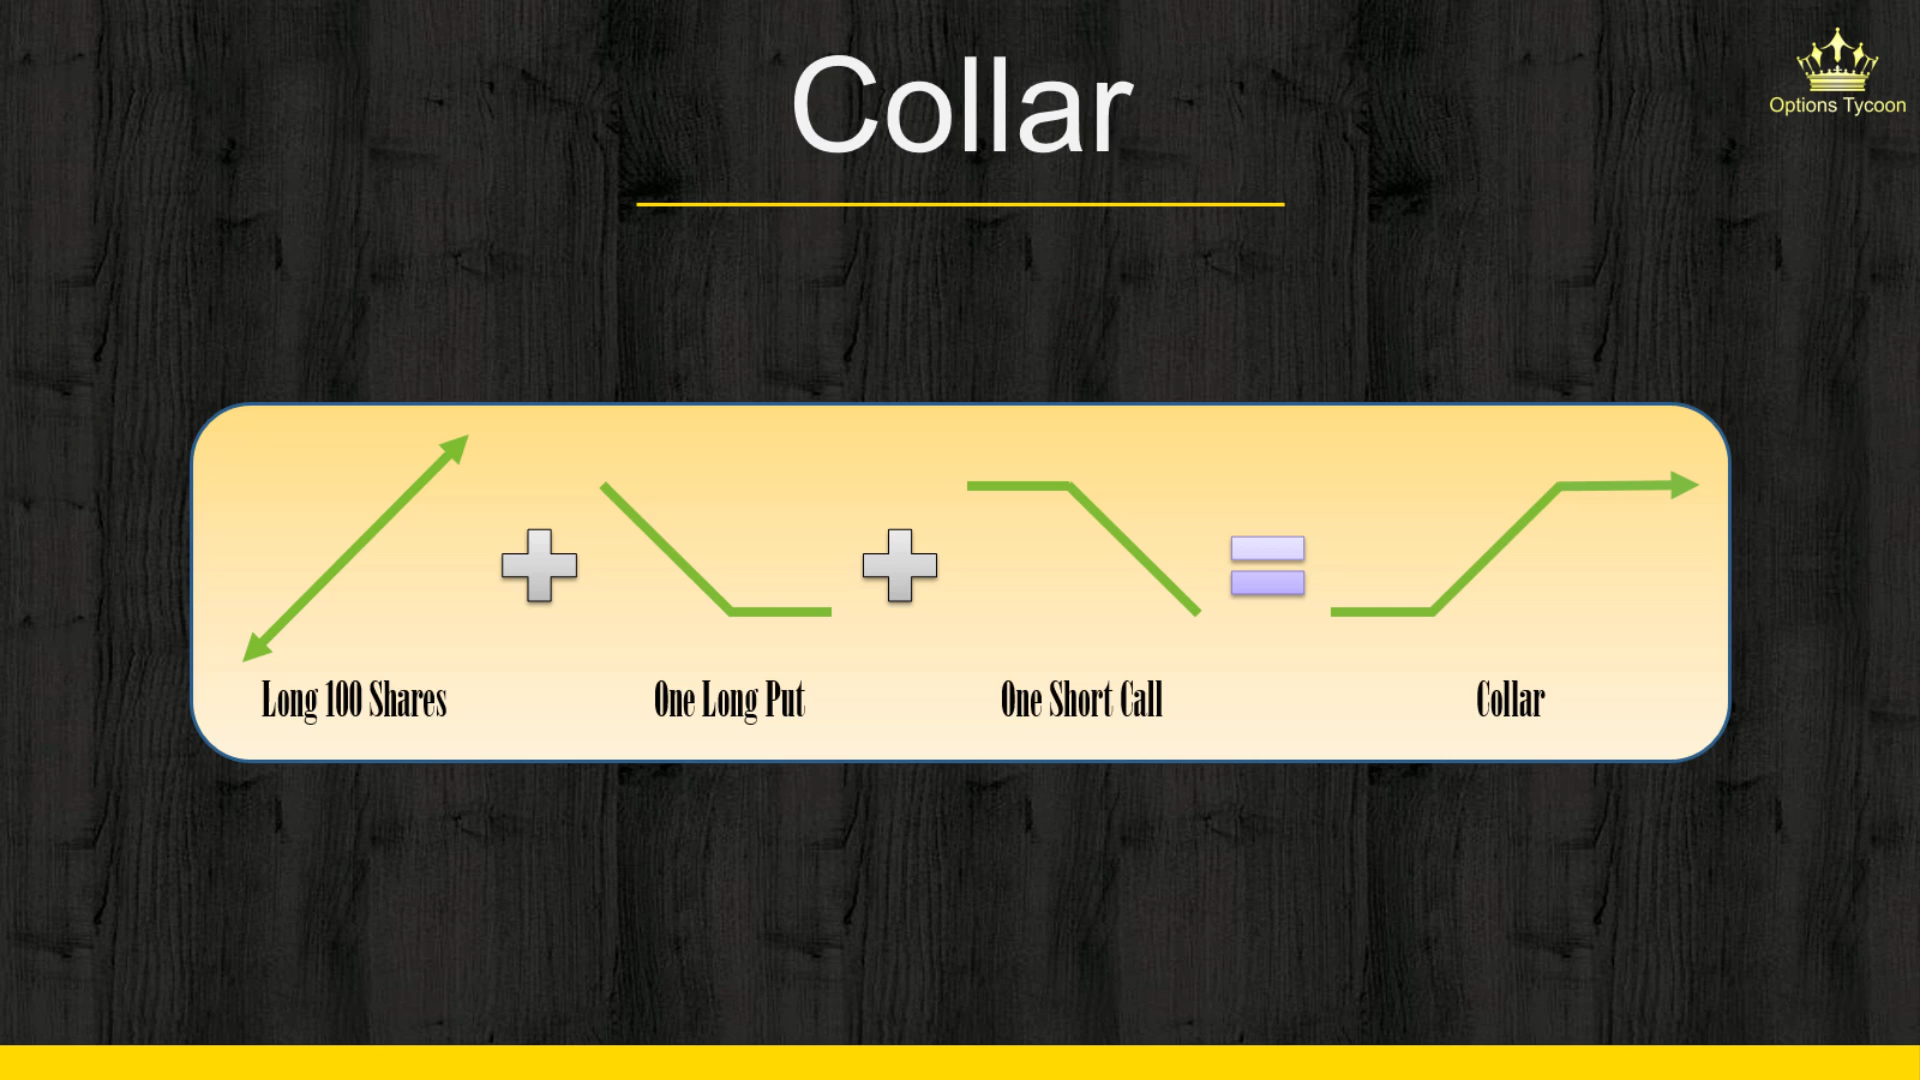 Collar
Options Tycoon
Long 100 Shares
One Long Put
One Short Call
Collar